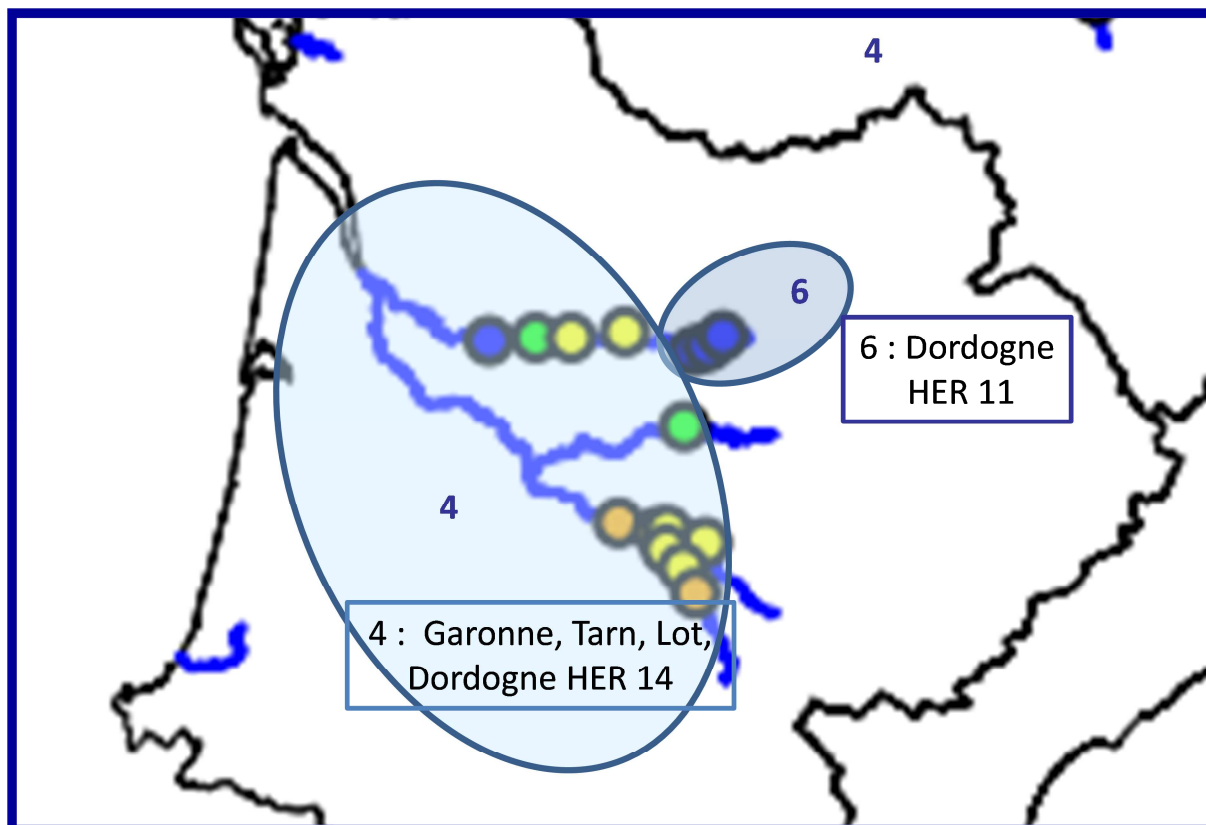 4
6
6 : Dordogne
HER 11
4
4 : Garonne, Tarn, Lot,
Dordogne HER 14